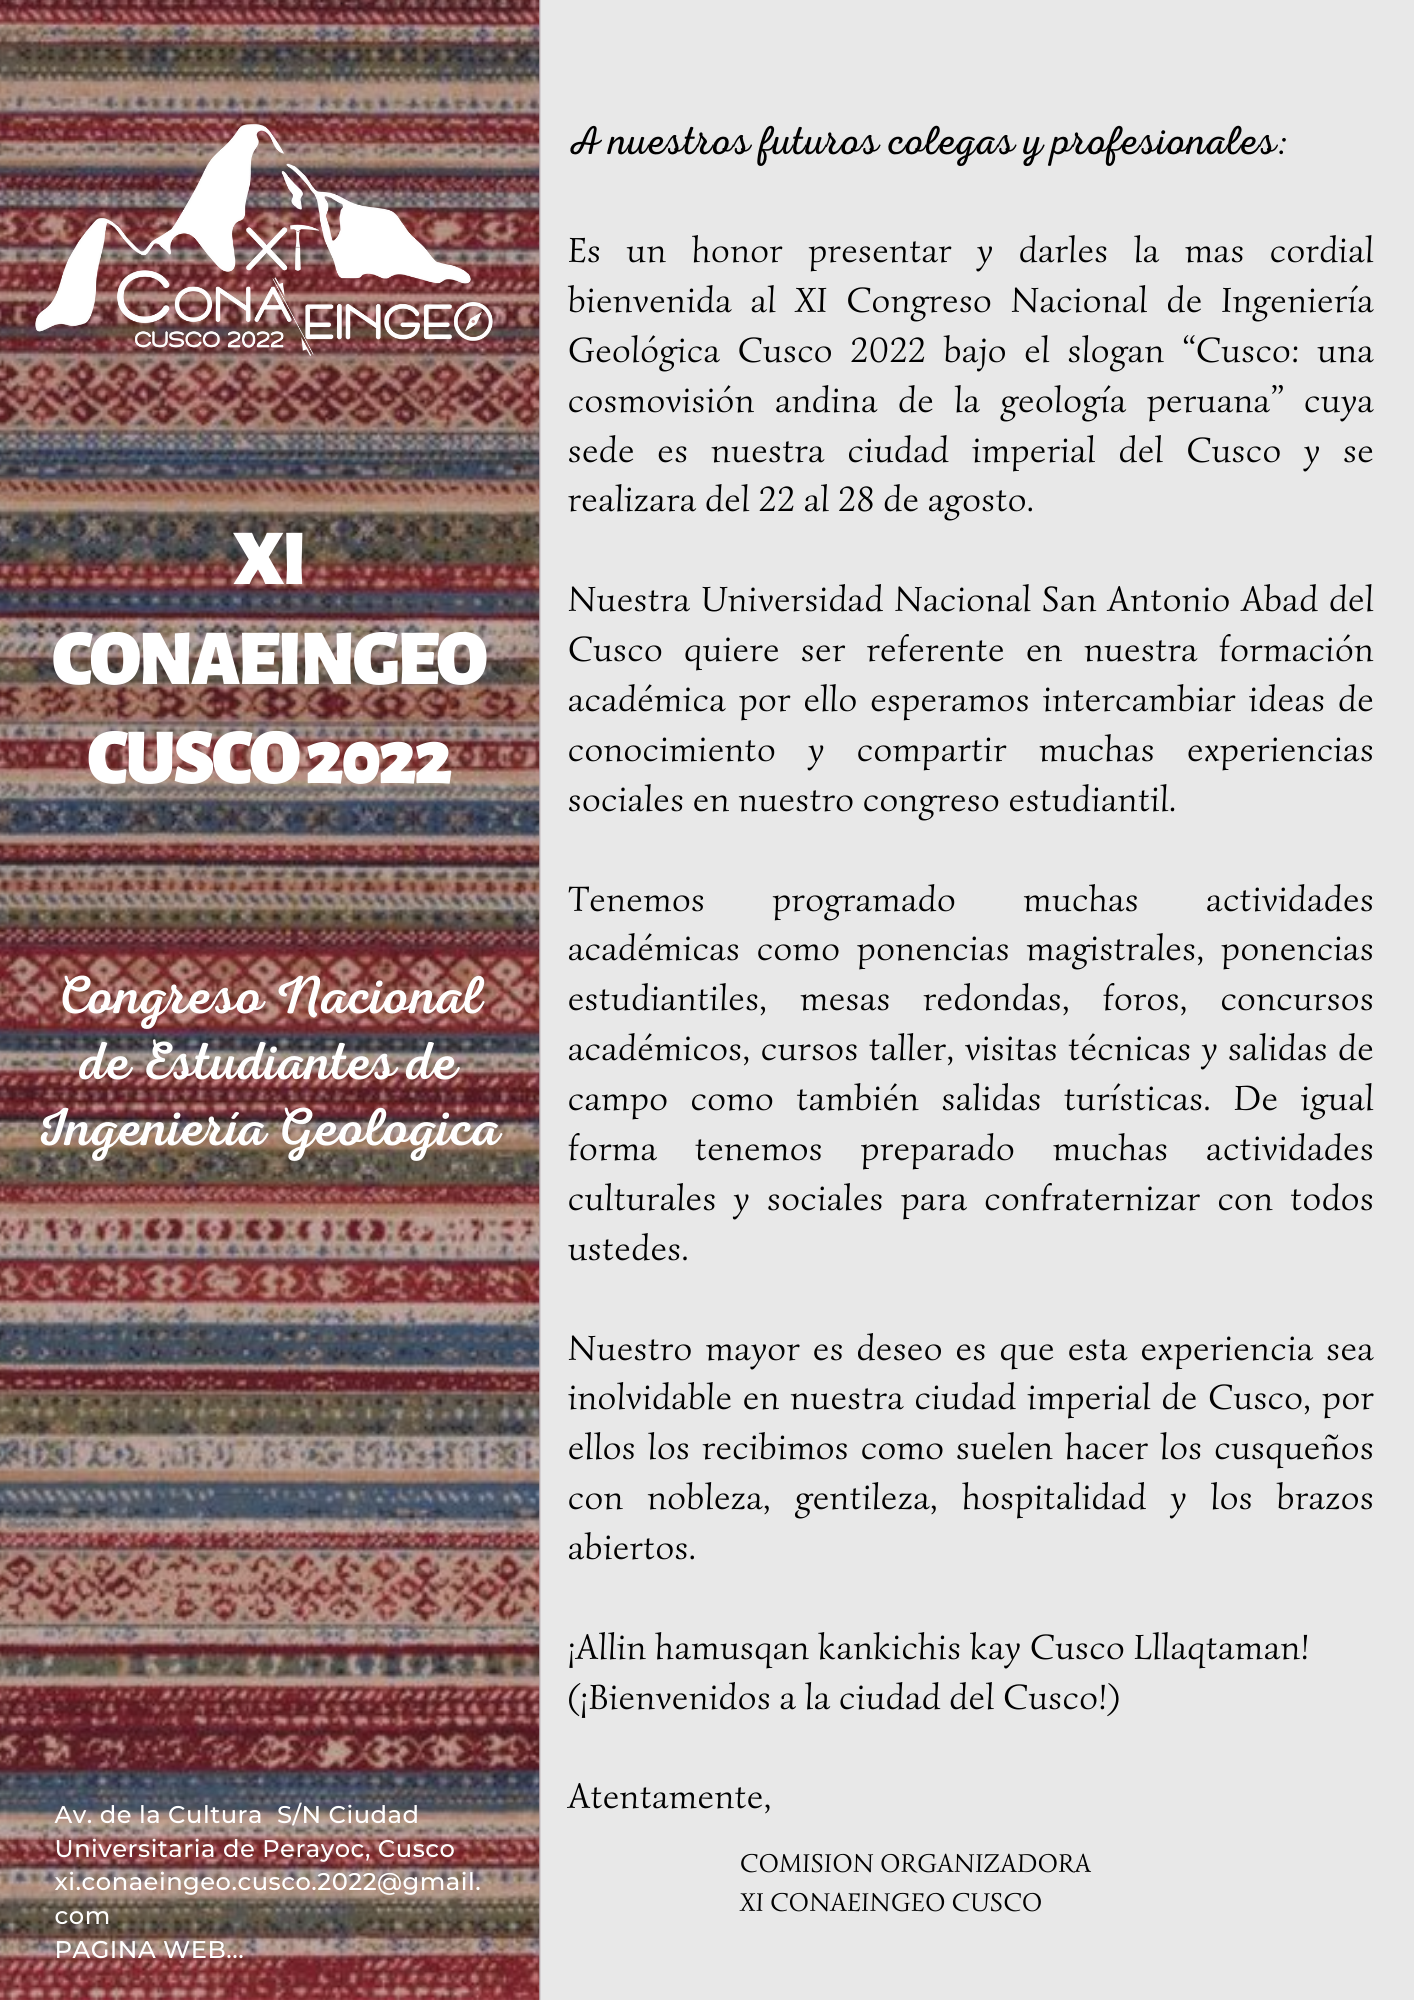 XI
CONAEINGEO
CUSCO 2022
XI
CONAEINGEO
CUSCO 2022
Congreso Nacional
de Estudiantes de
Ingeniería Geologica
Av. de la Cultura S/N Ciudad
Universitaria de Perayoc, Cusco
xi.conaeingeo.cusco.2022@gmail.
com
PAGINA WEB...
A nuestros futuros colegas y profesionales:
Es un honor presentar y darles la mas cordial
bienvenida al XI Congreso Nacional de Ingeniería
Geológica Cusco 2022 bajo el slogan “Cusco: una
cosmovisión andina de la geología peruana” cuya
sede es nuestra ciudad imperial del Cusco y se
realizara del 22 al 28 de agosto.
Nuestra Universidad Nacional San Antonio Abad del
Cusco quiere ser referente en nuestra formación
académica por ello esperamos intercambiar ideas de
conocimiento y compartir muchas experiencias
sociales en nuestro congreso estudiantil.
Tenemos programado muchas actividades
académicas como ponencias magistrales, ponencias
estudiantiles, mesas redondas, foros, concursos
académicos, cursos taller, visitas técnicas y salidas de
campo como también salidas turísticas. De igual
forma tenemos preparado muchas actividades
culturales y sociales para confraternizar con todos
ustedes.
Nuestro mayor es deseo es que esta experiencia sea
inolvidable en nuestra ciudad imperial de Cusco, por
ellos los recibimos como suelen hacer los cusqueños
con nobleza, gentileza, hospitalidad y los brazos
abiertos.
¡Allin hamusqan kankichis kay Cusco Lllaqtaman!
(¡Bienvenidos a la ciudad del Cusco!)
Atentamente,
COMISION ORGANIZADORA
XI CONAEINGEO CUSCO